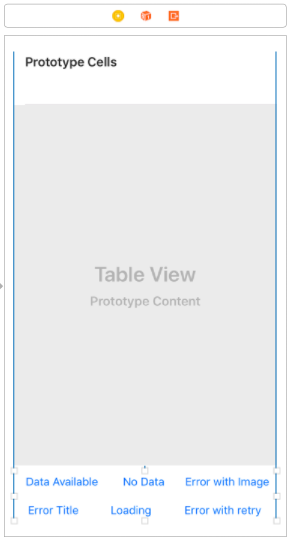 Prototype Cells
Table View
Prototype Content
Data Available No Data Error with Image
Error Title Loading Error with retry